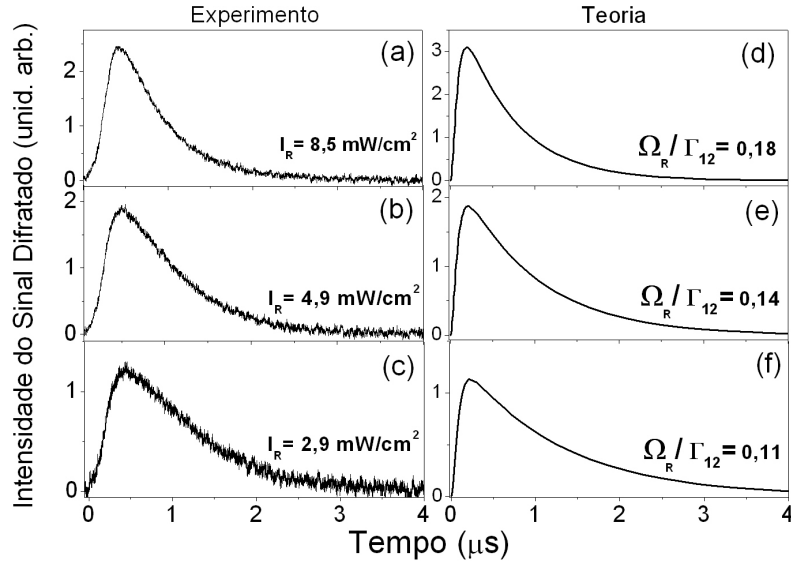 Experimento
Teoria
Intensidade do Sinal Difratado (unid. arb.)
(a)
2
1
0
I_R = 8,5 mW/cm²
(d)
3
2
1
0
Ω_R / Γ₁₂ = 0,18
(b)
2
1
0
I_R = 4,9 mW/cm²
(e)
2
1
0
Ω_R / Γ₁₂ = 0,14
(c)
1
0
I_R = 2,9 mW/cm²
0 1 2 3 4
(f)
1
0
Ω_R / Γ₁₂ = 0,11
0 1 2 3 4
Tempo (μs)